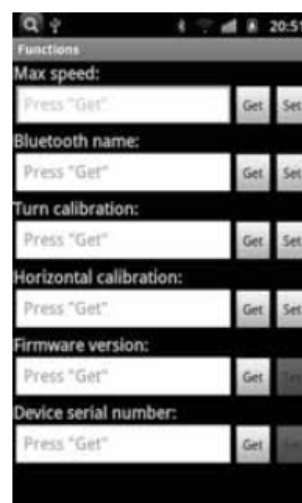 20:51
Functions
Max speed:
Press "Get" Get Set
Bluetooth name:
Press "Get" Get Set
Turn calibration:
Press "Get" Get Set
Horizontal calibration:
Press "Get" Get Set
Firmware version:
Press "Get" Get
Device serial number:
Press "Get" Get